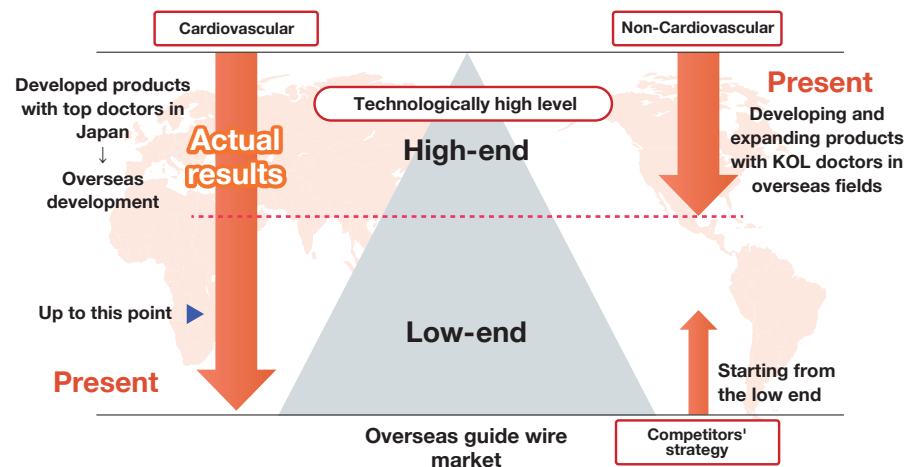 Cardiovascular
Non-Cardiovascular
Developed products
with top doctors in
Japan
↓
Overseas
development
Actual
results
Technologically high level
High-end
Present
Developing and
expanding products
with KOL doctors in
overseas fields
Up to this point
Low-end
Present
Starting from
the low end
Overseas guide wire
market
Competitors'
strategy